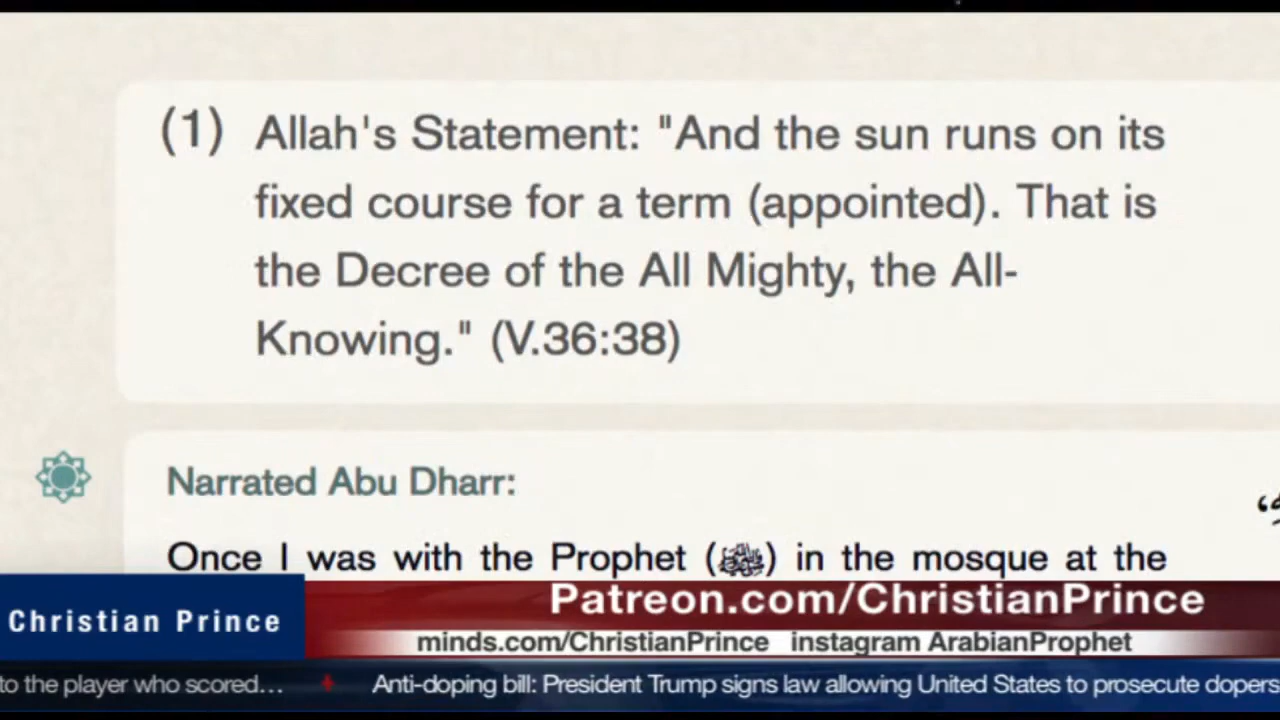 (1) Allah's Statement: "And the sun runs on its
fixed course for a term (appointed). That is
the Decree of the All Mighty, the All-
Knowing." (V.36:38)
Narrated Abu Dharr:
Once I was with the Prophet (ﷺ) in the mosque at the
Christian Prince
Patreon.com/ChristianPrince
minds.com/ChristianPrince instagram ArabianProphet
to the player who scored... Anti-doping bill: President Trump signs law allowing United States to prosecute dopers